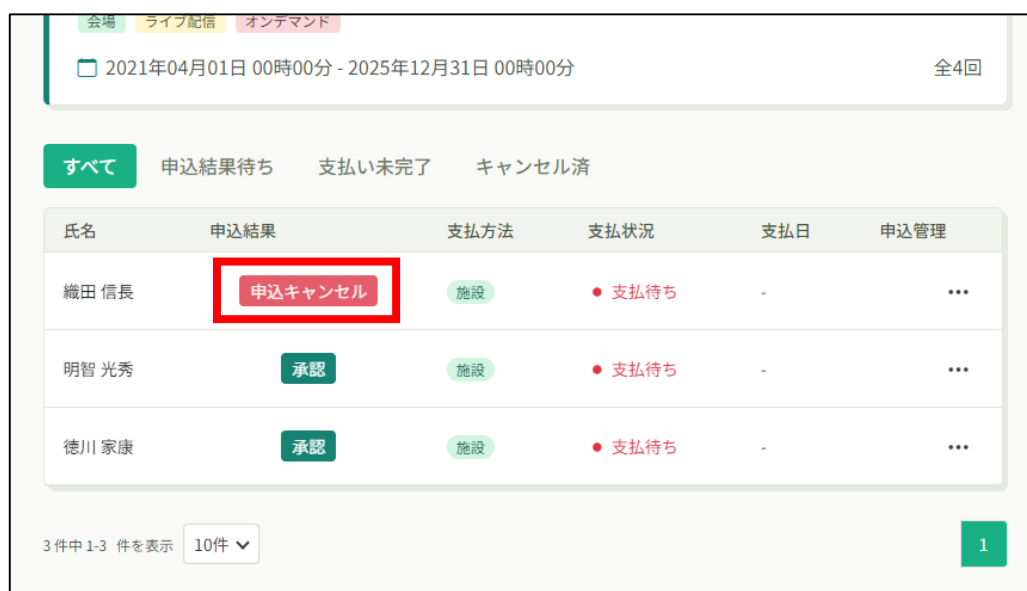 会場 ライブ配信 オンデマンド
2021年04月01日 00時00分 - 2025年12月31日 00時00分 全4回
すべて 申込結果待ち 支払い未完了 キャンセル済
氏名 申込結果 支払方法 支払状況 支払日 申込管理
織田 信長 申込キャンセル 施設 支払待ち - •••
明智 光秀 承認 施設 支払待ち - •••
徳川 家康 承認 施設 支払待ち - •••
3 件中 1-3 件を表示 10件 1